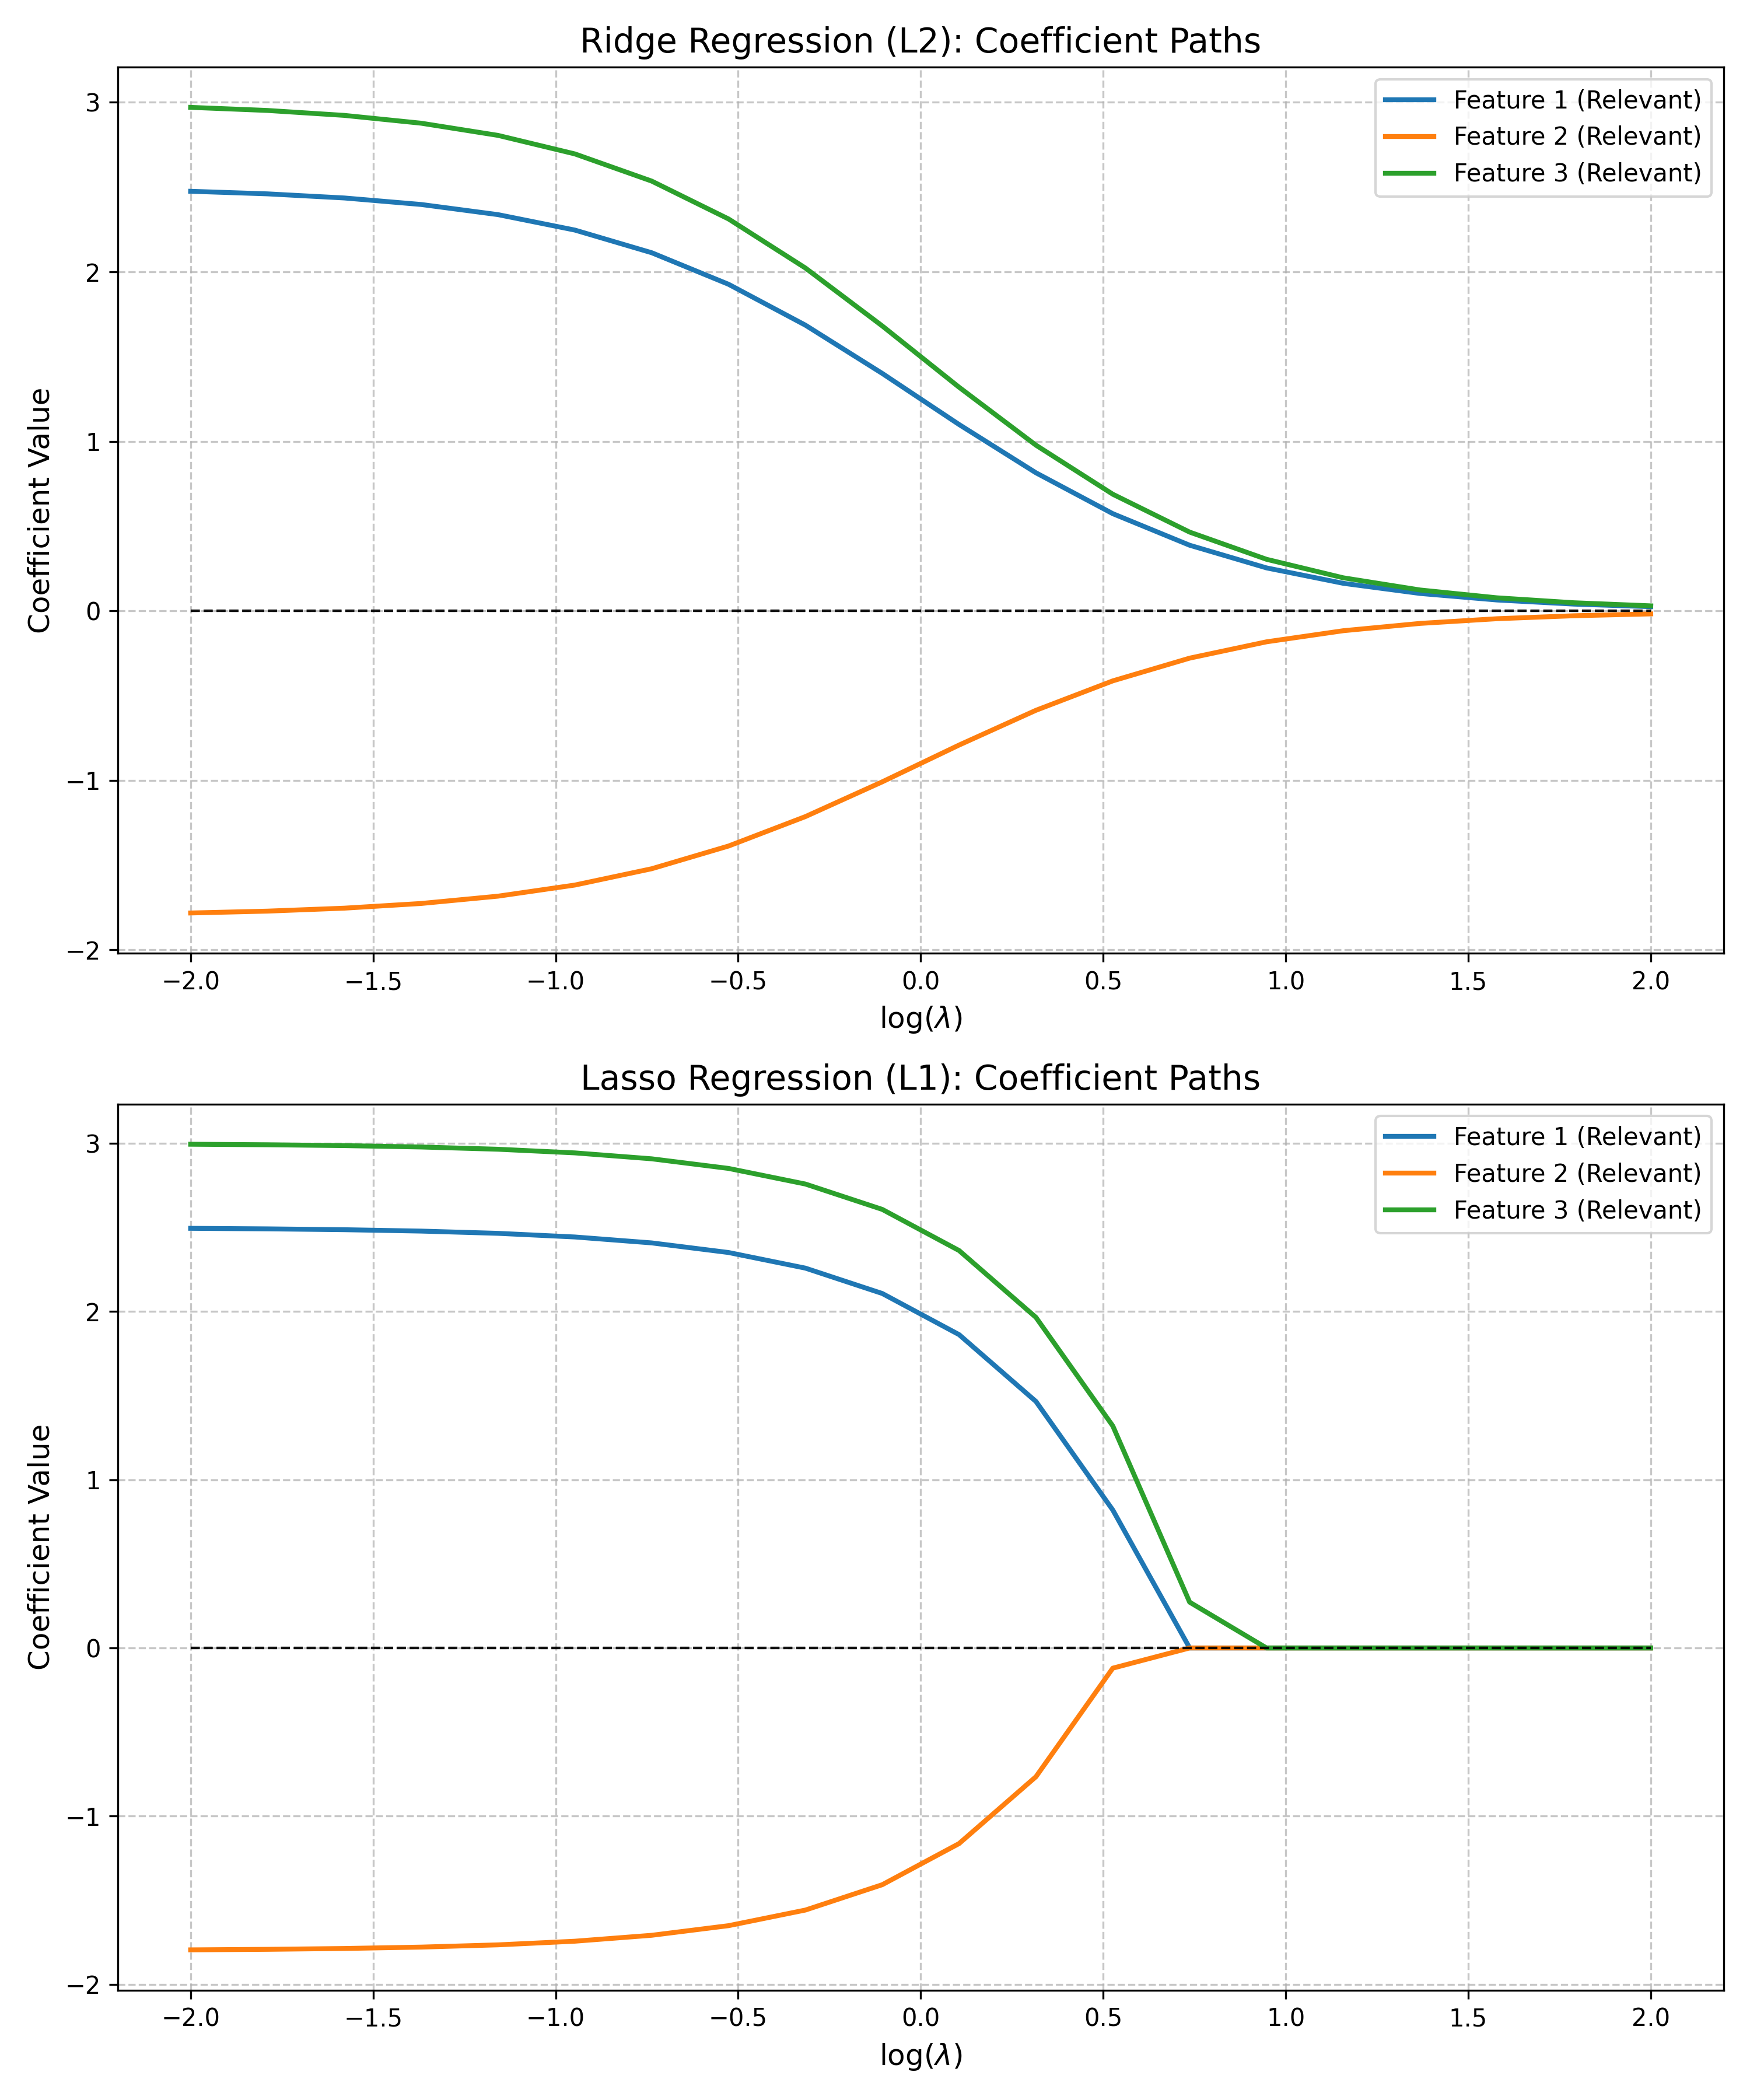 Ridge Regression (L2): Coefficient Paths
3
2
1
0
−1
−2
Coefficient Value
Feature 1 (Relevant)
Feature 2 (Relevant)
Feature 3 (Relevant)
−2.0 −1.5 −1.0 −0.5 0.0 0.5 1.0 1.5 2.0
log(λ)
Lasso Regression (L1): Coefficient Paths
3
2
1
0
−1
−2
Coefficient Value
Feature 1 (Relevant)
Feature 2 (Relevant)
Feature 3 (Relevant)
−2.0 −1.5 −1.0 −0.5 0.0 0.5 1.0 1.5 2.0
log(λ)